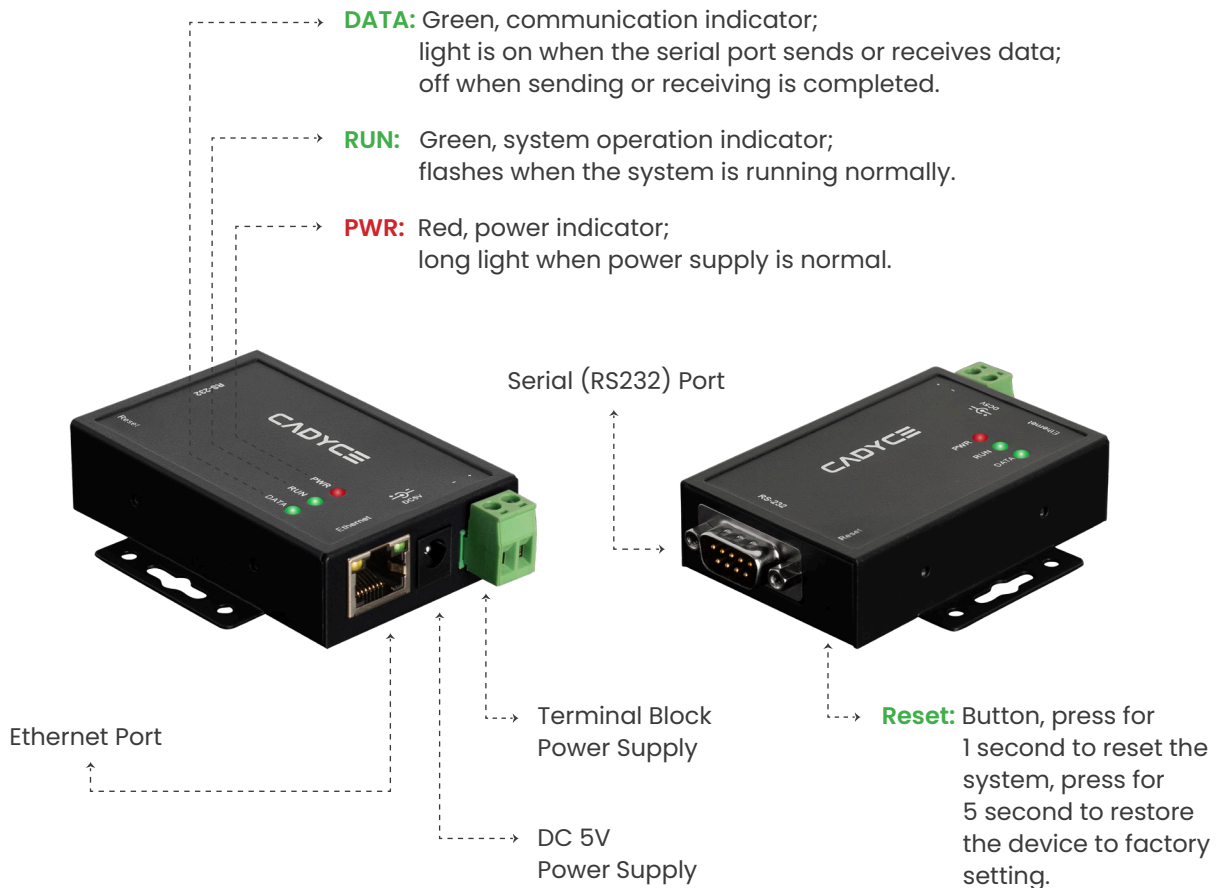 DATA: Green, communication indicator;
light is on when the serial port sends or receives data;
off when sending or receiving is completed.
RUN: Green, system operation indicator;
flashes when the system is running normally.
PWR: Red, power indicator;
long light when power supply is normal.
Serial (RS232) Port
RS-232
Reset
CADYCE
PWR
RUN
DATA
DC5V
Ethernet
DC5V
Ethernet
PWR
RUN
DATA
CADYCE
RS-232
Reset
Ethernet Port
Terminal Block
Power Supply
DC 5V
Power Supply
Reset: Button, press for
1 second to reset the
system, press for
5 second to restore
the device to factory
setting.